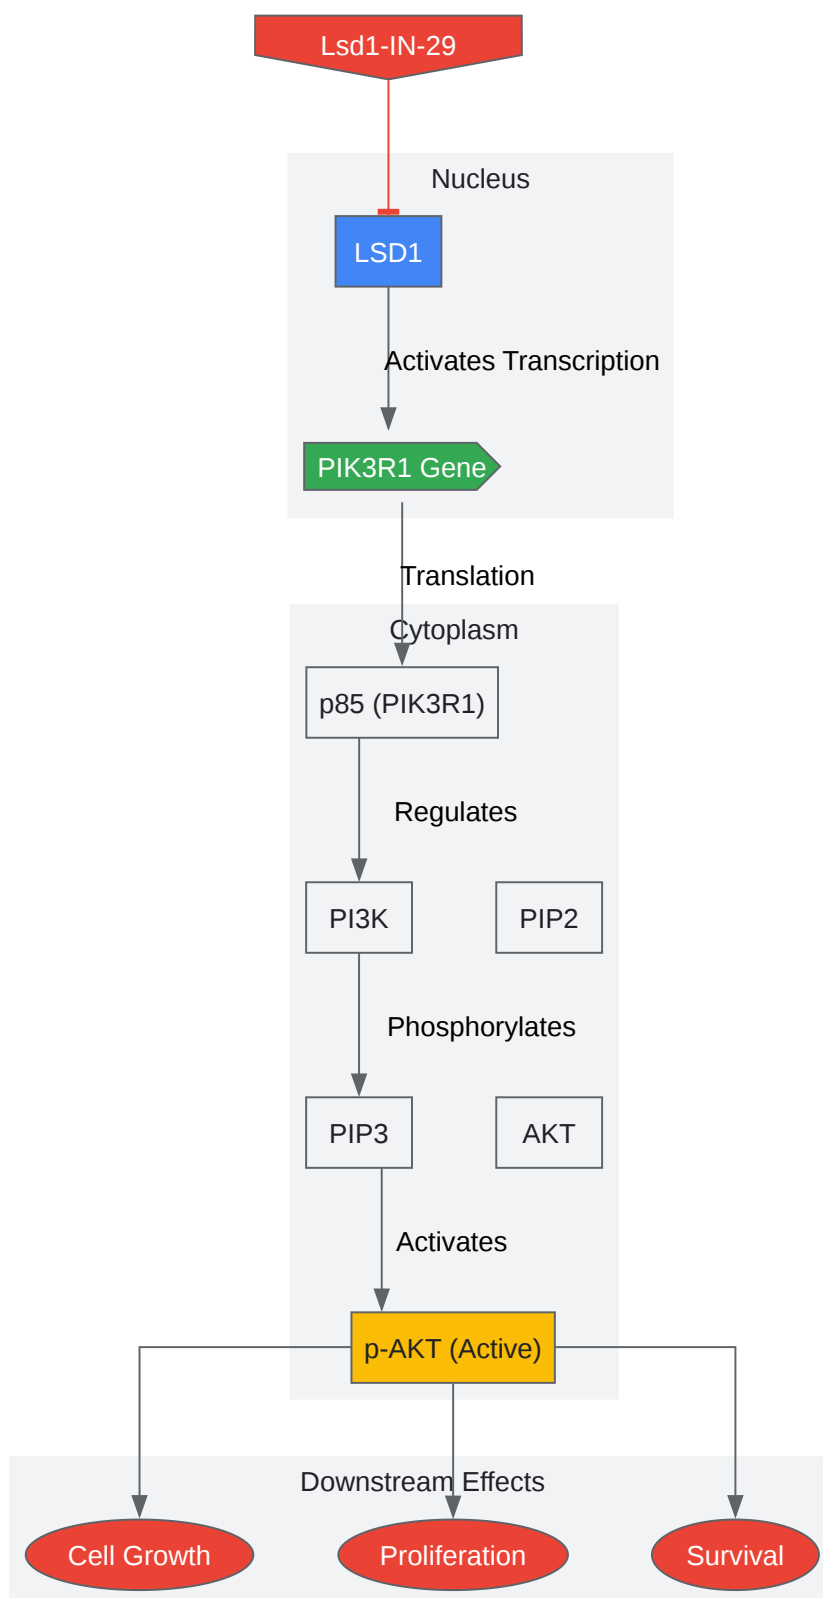 Lsd1-IN-29
Nucleus
LSD1
Activates Transcription
PIK3R1 Gene
Translation
Cytoplasm
p85 (PIK3R1)
Regulates
PI3K
PIP2
Phosphorylates
PIP3
AKT
Activates
p-AKT (Active)
Downstream Effects
Cell Growth
Proliferation
Survival